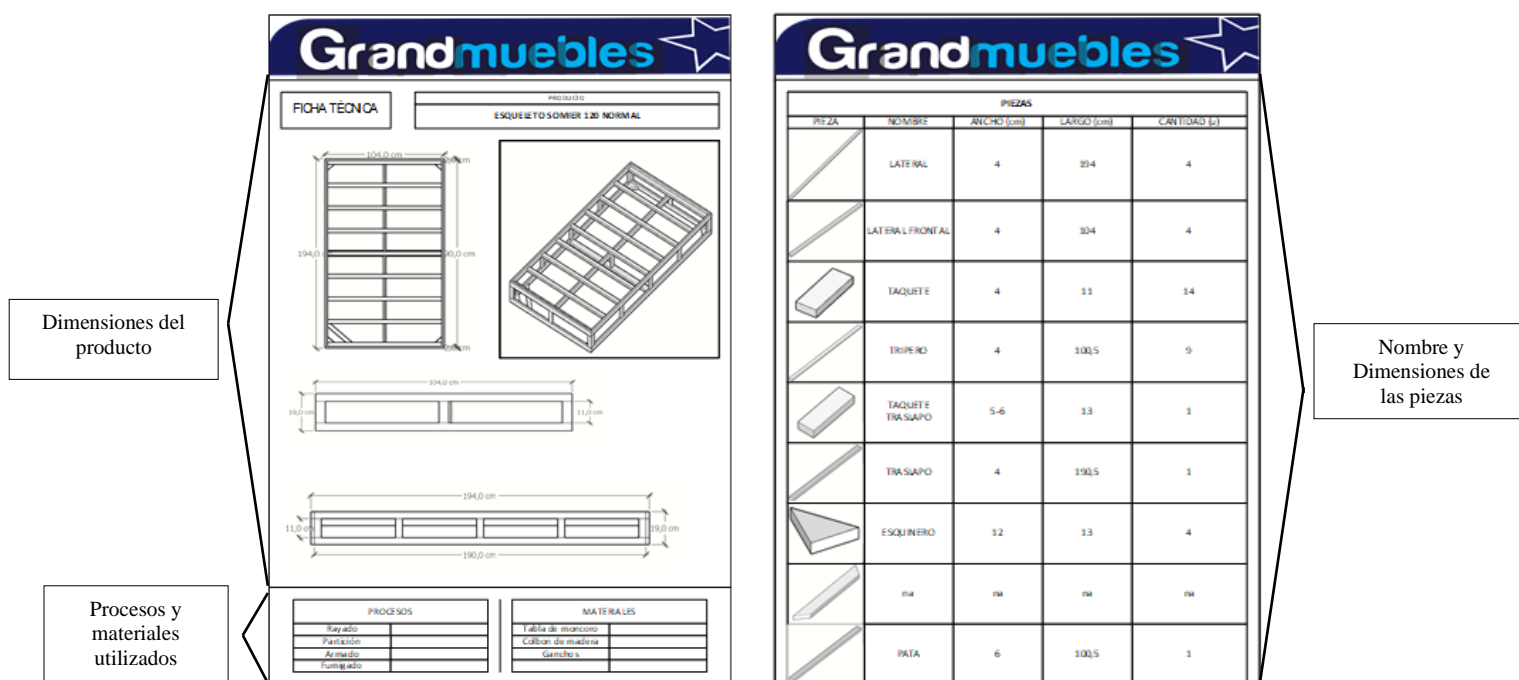 Grandmuebles
FICHA TÉCNICA
PRODUCTO
ESQUELETO SOMIER 120 NORMAL
104,0 cm
194,0
90,0 cm
104,0 cm
19,0 cm
11,0 cm
194,0 cm
11,0 cm
19,0 cm
190,0 cm
PROCESOS
Rayado
Partición
Armado
Fumigado
MATERIALES
Tabla de moncoro
Colbon de madera
Ganchos
Dimensiones del
producto
Procesos y
materiales
utilizados
Grandmuebles
PIEZAS
PIEZA NOMBRE ANCHO (cm) LARGO (cm) CANTIDAD (u)
LATERAL 4 194 4
LATERAL FRONTAL 4 104 4
TAQUETE 4 11 14
TRIPERO 4 100,5 9
TAQUETE
TRASLAPO 5-6 13 1
TRASLAPO 4 190,5 1
ESQUINERO 12 13 4
na na na na
PATA 6 100,5 1
Nombre y
Dimensiones de
las piezas